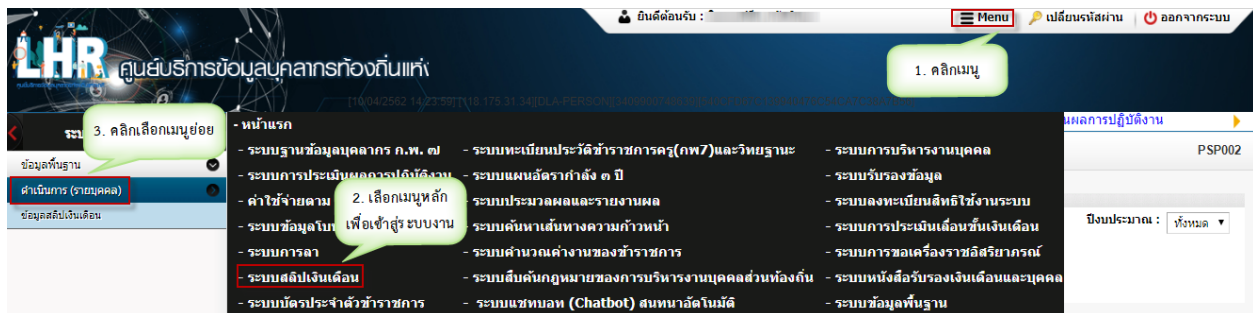 ยินดีต้อนรับ :
Menu
เปลี่ยนรหัสผ่าน
ออกจากระบบ
1. คลิกเมนู
LHR ศูนย์บริการข้อมูลบุคลากรท้องถิ่นแห่ง
3. คลิกเลือกเมนูย่อย
ระบ
ข้อมูลพื้นฐาน
ดำเนินการ (รายบุคคล)
ข้อมูลสลิปเงินเดือน
- หน้าแรก
นผลการปฏิบัติงาน
- ระบบฐานข้อมูลบุคลากร ก.พ. ๗ - ระบบทะเบียนประวัติข้าราชการครู(กพ7)และวิทยฐานะ - ระบบการบริหารงานบุคคล
PSP002
- ระบบการประเมินผลการปฏิบัติงาน - ระบบแผนอัตรากำลัง ๓ ปี - ระบบรับรองข้อมูล
- ค่าใช้จ่ายตาม - ระบบประมวลผลและรายงานผล - ระบบลงทะเบียนสิทธิใช้งานระบบ
2. เลือกเมนูหลัก
เพื่อเข้าสู่ระบบงาน
ปีงบประมาณ : ทั้งหมด
- ระบบข้อมูลโบ - ระบบค้นหาเส้นทางความก้าวหน้า - ระบบการประเมินเลื่อนขั้นเงินเดือน
- ระบบการลา - ระบบคำนวณค่างานของข้าราชการ - ระบบการขอเครื่องราชอิสริยาภรณ์
- ระบบสลิปเงินเดือน - ระบบสืบค้นกฎหมายของการบริหารงานบุคคลส่วนท้องถิ่น - ระบบหนังสือรับรองเงินเดือนและบุคคล
- ระบบบัตรประจำตัวข้าราชการ - ระบบแชทบอท (Chatbot) สนทนาอัตโนมัติ - ระบบข้อมูลพื้นฐาน